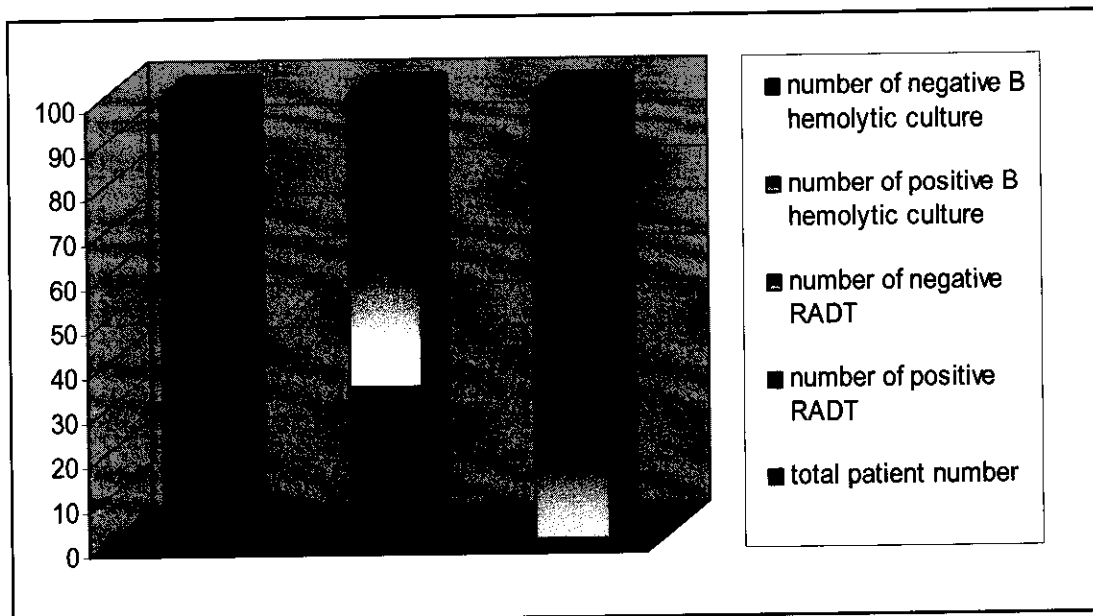 100
90
80
70
60
50
40
30
20
10
0
number of negative B
hemolytic culture
number of positive B
hemolytic culture
number of negative
RADT
number of positive
RADT
total patient number